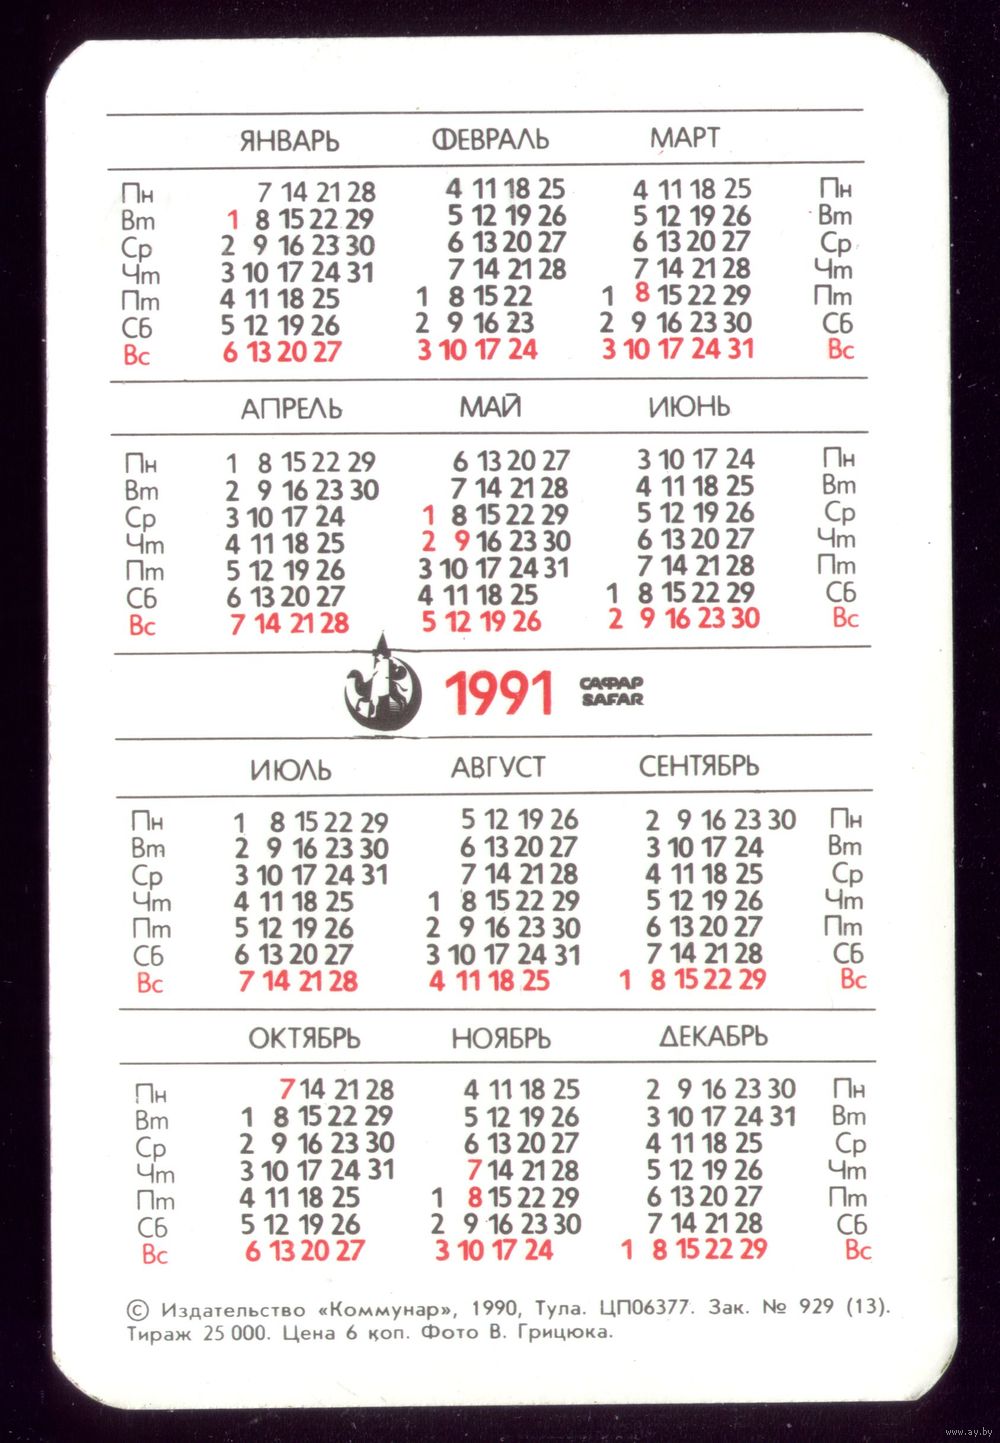 ЯНВАРЬ ФЕВРАЛЬ МАРТ
Пн 7 14 21 28 4 11 18 25 4 11 18 25 Пн
Вт 1 8 15 22 29 5 12 19 26 5 12 19 26 Вт
Ср 2 9 16 23 30 6 13 20 27 6 13 20 27 Ср
Чт 3 10 17 24 31 7 14 21 28 7 14 21 28 Чт
Пт 4 11 18 25 1 8 15 22 1 8 15 22 29 Пт
Сб 5 12 19 26 2 9 16 23 2 9 16 23 30 Сб
Вс 6 13 20 27 3 10 17 24 3 10 17 24 31 Вс
АПРЕЛЬ МАЙ ИЮНЬ
Пн 1 8 15 22 29 6 13 20 27 3 10 17 24 Пн
Вт 2 9 16 23 30 7 14 21 28 4 11 18 25 Вт
Ср 3 10 17 24 1 8 15 22 29 5 12 19 26 Ср
Чт 4 11 18 25 2 9 16 23 30 6 13 20 27 Чт
Пт 5 12 19 26 3 10 17 24 31 7 14 21 28 Пт
Сб 6 13 20 27 4 11 18 25 1 8 15 22 29 Сб
Вс 7 14 21 28 5 12 19 26 2 9 16 23 30 Вс
1991 САФАР
SAFAR
ИЮЛЬ АВГУСТ СЕНТЯБРЬ
Пн 1 8 15 22 29 5 12 19 26 2 9 16 23 30 Пн
Вт 2 9 16 23 30 6 13 20 27 3 10 17 24 Вт
Ср 3 10 17 24 31 7 14 21 28 4 11 18 25 Ср
Чт 4 11 18 25 1 8 15 22 29 5 12 19 26 Чт
Пт 5 12 19 26 2 9 16 23 30 6 13 20 27 Пт
Сб 6 13 20 27 3 10 17 24 31 7 14 21 28 Сб
Вс 7 14 21 28 4 11 18 25 1 8 15 22 29 Вс
ОКТЯБРЬ НОЯБРЬ ДЕКАБРЬ
Пн 7 14 21 28 4 11 18 25 2 9 16 23 30 Пн
Вт 1 8 15 22 29 5 12 19 26 3 10 17 24 31 Вт
Ср 2 9 16 23 30 6 13 20 27 4 11 18 25 Ср
Чт 3 10 17 24 31 7 14 21 28 5 12 19 26 Чт
Пт 4 11 18 25 1 8 15 22 29 6 13 20 27 Пт
Сб 5 12 19 26 2 9 16 23 30 7 14 21 28 Сб
Вс 6 13 20 27 3 10 17 24 1 8 15 22 29 Вс
© Издательство «Коммунар», 1990, Тула. ЦП06377. Зак. № 929 (13).
Тираж 25 000. Цена 6 коп. Фото В. Грицюка.
www.ay.by